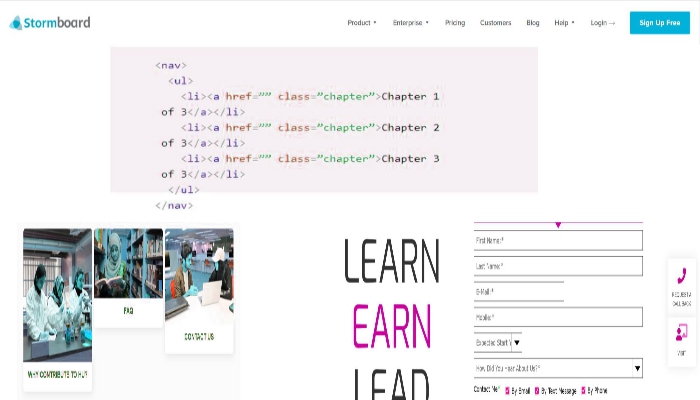 Stormboard
Product Enterprise Pricing Customers Blog Help Login → Sign Up Free
<nav>
<ul>
<li><a href="" class="chapter">Chapter 1
of 3</a></li>
<li><a href="" class="chapter">Chapter 2
of 3</a></li>
<li><a href="" class="chapter">Chapter 3
of 3</a></li>
</ul>
</nav>
WHY CONTRIBUTE TO HU?
FAQ
CONTACT US
LEARN
EARN
LEAD
First Name:*
Last Name:*
E-Mail:*
Mobile:*
Expected Start Y
How Did You Hear About Us?*
Contact Me? By Email By Text Message By Phone
REQUEST A
CALLBACK
VISIT